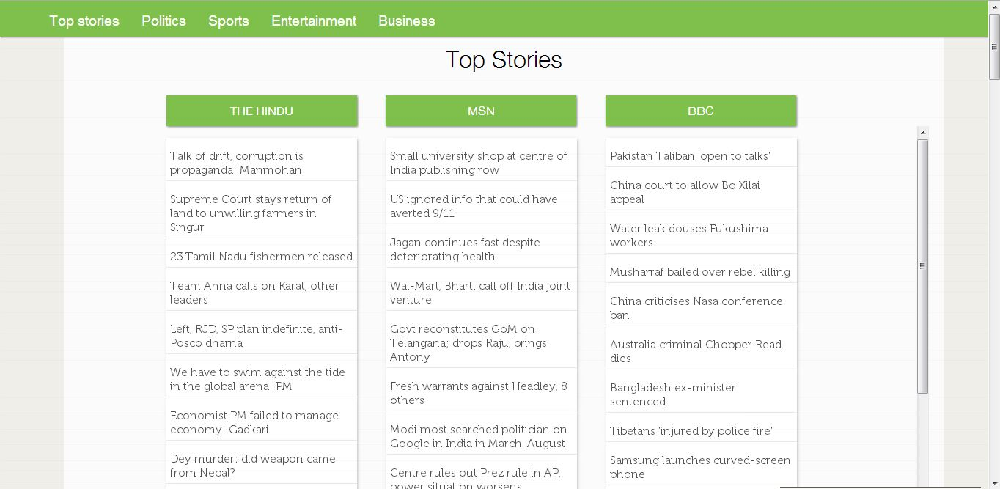 Top stories Politics Sports Entertainment Business
Top Stories
THE HINDU
Talk of drift, corruption is
propaganda: Manmohan
Supreme Court stays return of
land to unwilling farmers in
Singur
23 Tamil Nadu fishermen released
Team Anna calls on Karat, other
leaders
Left, RJD, SP plan indefinite, anti-
Posco dharna
We have to swim against the tide
in the global arena: PM
Economist PM failed to manage
economy: Gadkari
Dey murder: did weapon came
from Nepal?
MSN
Small university shop at centre of
India publishing row
US ignored info that could have
averted 9/11
Jagan continues fast despite
deteriorating health
Wal-Mart, Bharti call off India joint
venture
Govt reconstitutes GoM on
Telangana; drops Raju, brings
Antony
Fresh warrants against Headley, 8
others
Modi most searched politician on
Google in India in March-August
Centre rules out Prez rule in AP,
power situation worsens
BBC
Pakistan Taliban 'open to talks'
China court to allow Bo Xilai
appeal
Water leak douses Fukushima
workers
Musharraf bailed over rebel killing
China criticises Nasa conference
ban
Australia criminal Chopper Read
dies
Bangladesh ex-minister
sentenced
Tibetans 'injured by police fire'
Samsung launches curved-screen
phone